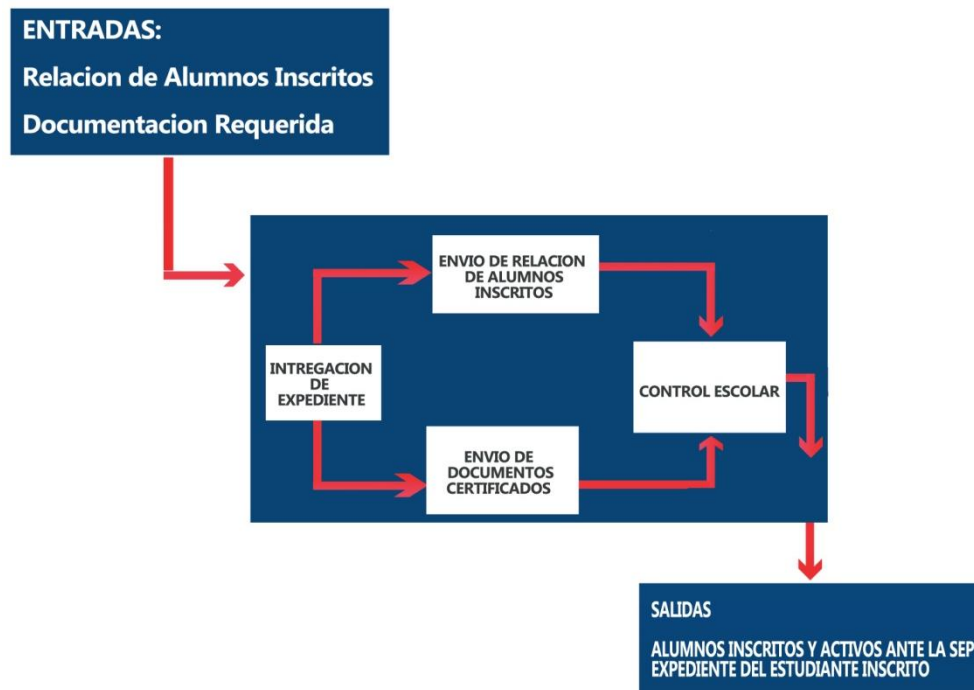 ENTRADAS:
Relacion de Alumnos Inscritos
Documentacion Requerida
ENVIO DE RELACION
DE ALUMNOS
INSCRITOS
INTREGACION
DE
EXPEDIENTE
CONTROL ESCOLAR
ENVIO DE
DOCUMENTOS
CERTIFICADOS
SALIDAS
ALUMNOS INSCRITOS Y ACTIVOS ANTE LA SEP
EXPEDIENTE DEL ESTUDIANTE INSCRITO